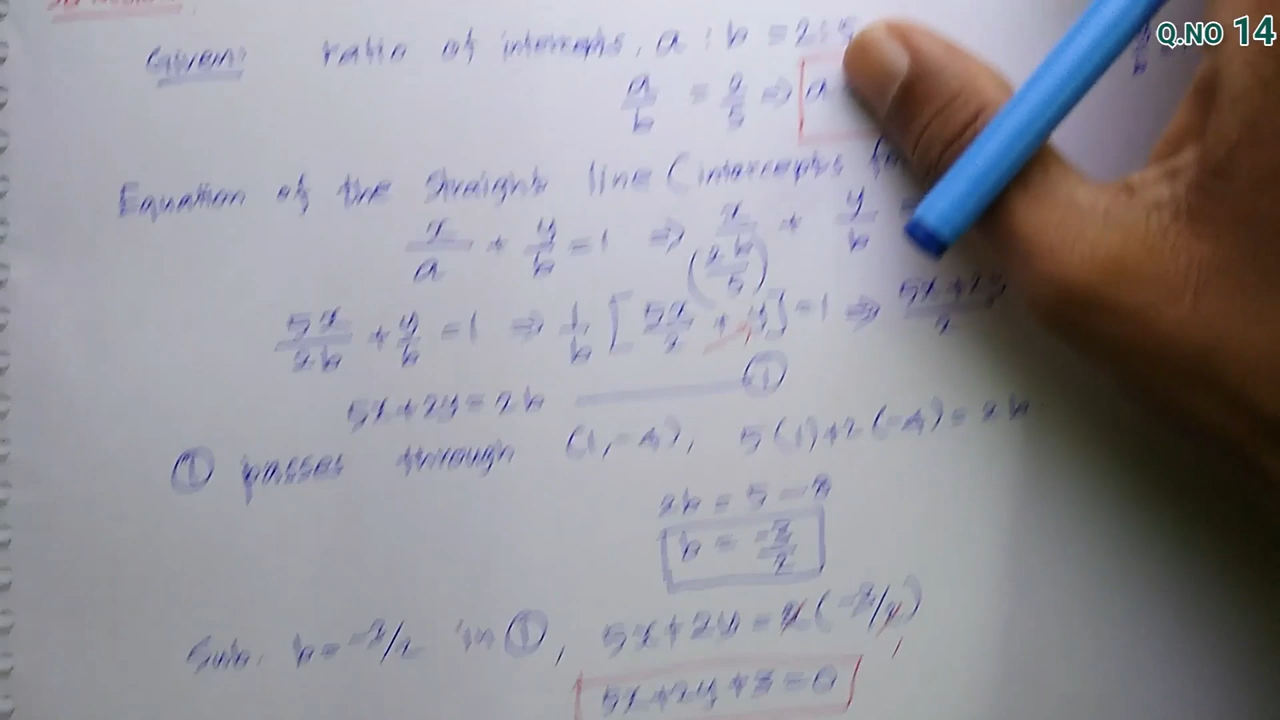 Q.NO 14
Given: ratio of intercepts, a : b = 2:5
a/b = 2/5 ⇒ a
Equation of the straight line (intercepts
x/a + y/b = 1 ⇒ x/(2b/5) + y/b =
5x/2b + y/b = 1 ⇒ 1/b [5x/2 + y] = 1 ⇒ 5x+2y/2
5x+2y=2b ——— ①
① passes through (1,-4), 5(1)+2(-4)=2b
2b = 5-8
b = -3/2
Sub. b=-3/2 in ①, 5x+2y=2(-3/2)
5x+2y+3=0